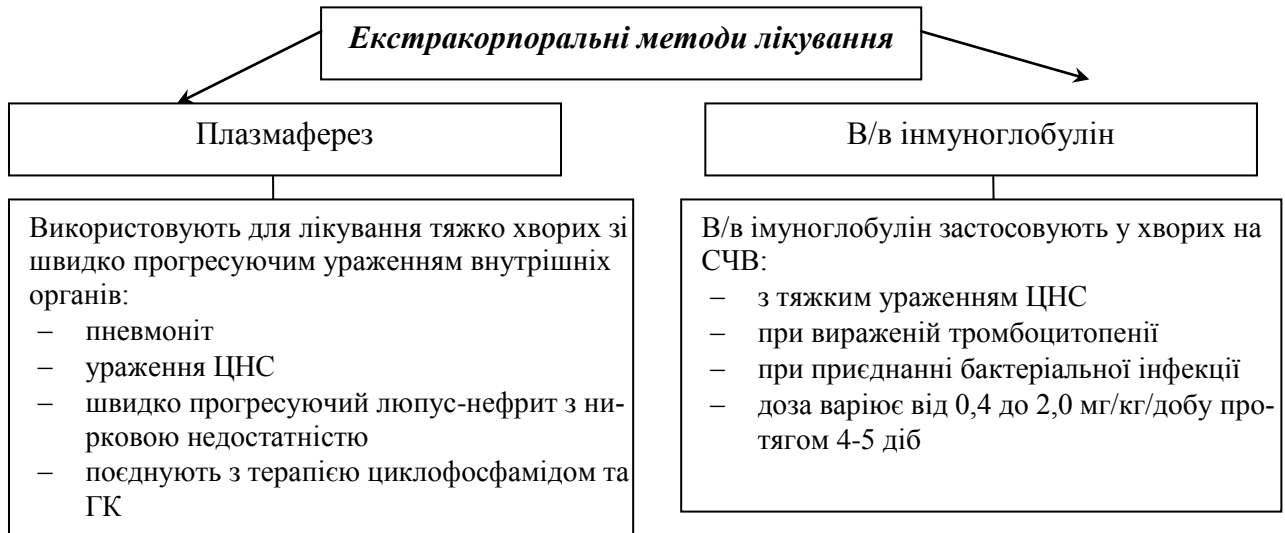 Екстракорпоральні методи лікування
Плазмаферез
Використовують для лікування тяжко хворих зі
швидко прогресуючим ураженням внутрішніх
органів:
– пневмоніт
– ураження ЦНС
– швидко прогресуючий люпус-нефрит з ни-
рковою недостатністю
– поєднують з терапією циклофосфамідом та
ГК
В/в інмуноглобулін
В/в імуноглобулін застосовують у хворих на
СЧВ:
– з тяжким ураженням ЦНС
– при вираженій тромбоцитопенії
– при приєднанні бактеріальної інфекції
– доза варіює від 0,4 до 2,0 мг/кг/добу про-
тягом 4-5 діб